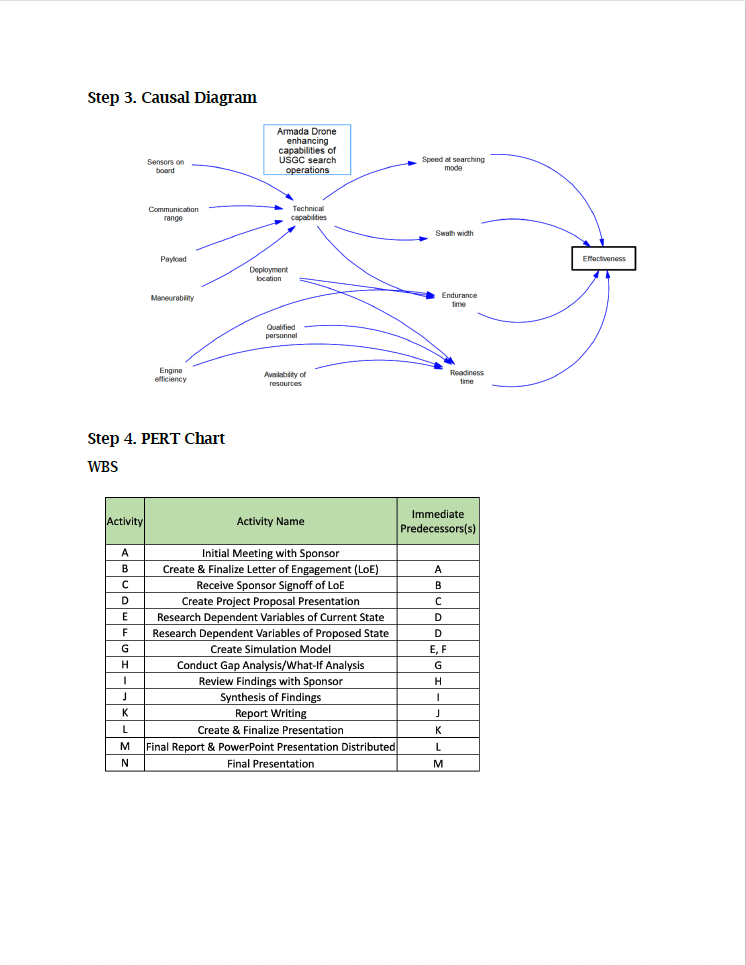 Step 3. Causal Diagram
Armada Drone
enhancing
capabilities of
USGC search
operations
Sensors on
board
Speed at searching
mode
Communication
range
Technical
capabilities
Swath width
Payload
Effectiveness
Deployment
location
Maneurability
Endurance
time
Qualified
personnel
Engine
efficiency
Availability of
resources
Readiness
time
Step 4. PERT Chart
WBS
Activity Activity Name Immediate Predecessors(s)
A Initial Meeting with Sponsor
B Create & Finalize Letter of Engagement (LoE) A
C Receive Sponsor Signoff of LoE B
D Create Project Proposal Presentation C
E Research Dependent Variables of Current State D
F Research Dependent Variables of Proposed State D
G Create Simulation Model E, F
H Conduct Gap Analysis/What-If Analysis G
I Review Findings with Sponsor H
J Synthesis of Findings I
K Report Writing J
L Create & Finalize Presentation K
M Final Report & PowerPoint Presentation Distributed L
N Final Presentation M